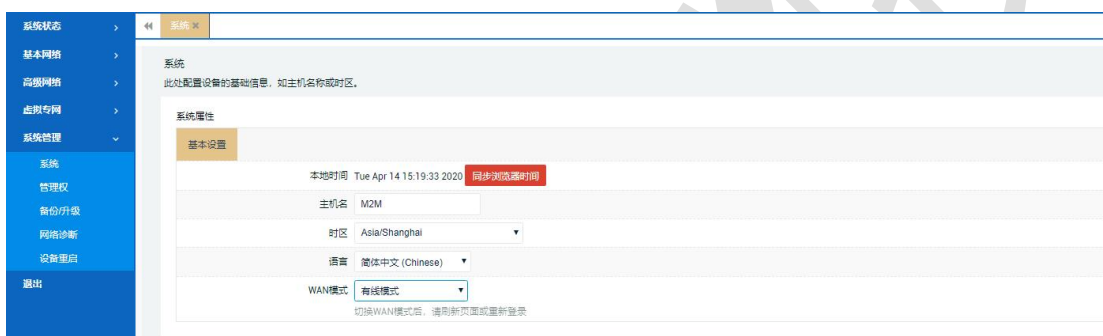 系统状态
基本网络
高级网络
虚拟专网
系统管理
系统
管理权
备份/升级
网络诊断
设备重启
退出
系统
系统
此处配置设备的基础信息，如主机名称或时区。
系统属性
基本设置
本地时间 Tue Apr 14 15:19:33 2020 同步浏览器时间
主机名 M2M
时区 Asia/Shanghai
语言 简体中文 (Chinese)
WAN模式 有线模式
切换WAN模式后，请刷新页面或重新登录